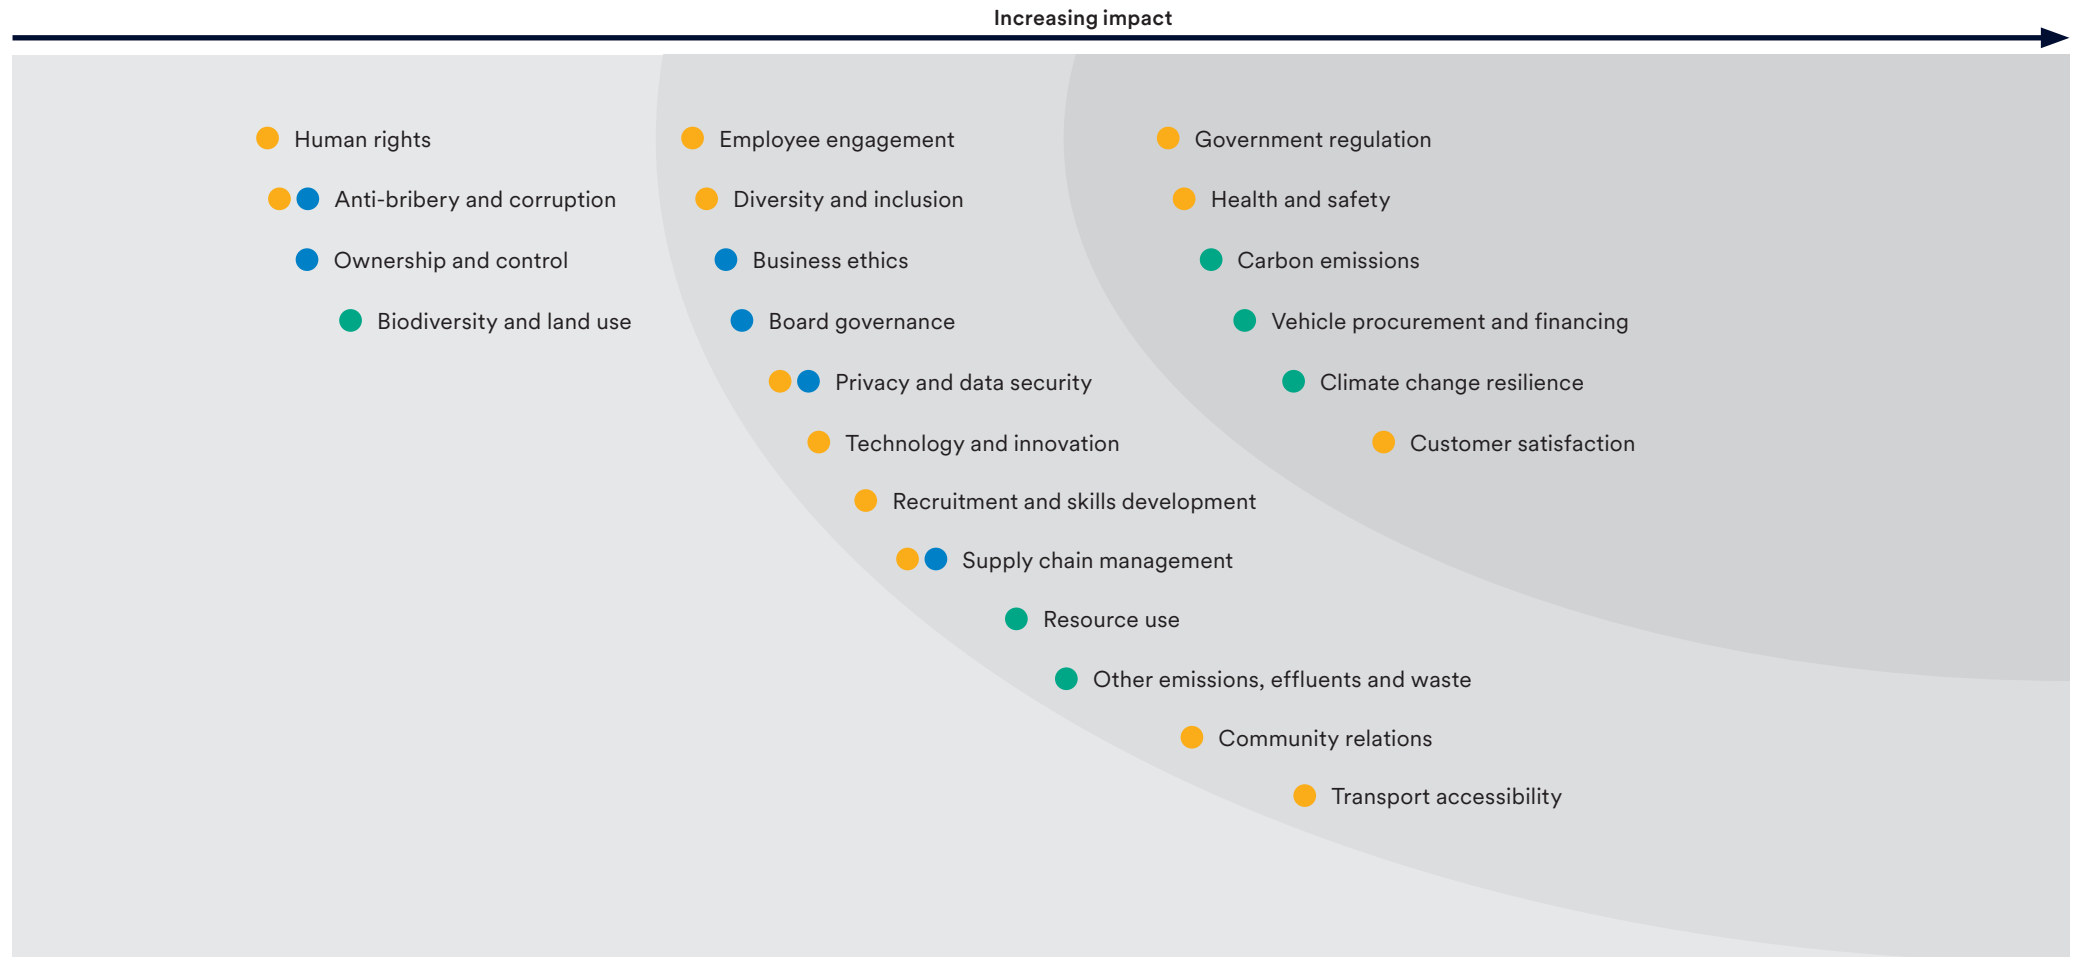 Increasing impact
Human rights
Anti-bribery and corruption
Ownership and control
Biodiversity and land use
Employee engagement
Diversity and inclusion
Business ethics
Board governance
Privacy and data security
Technology and innovation
Recruitment and skills development
Supply chain management
Resource use
Other emissions, effluents and waste
Community relations
Transport accessibility
Government regulation
Health and safety
Carbon emissions
Vehicle procurement and financing
Climate change resilience
Customer satisfaction